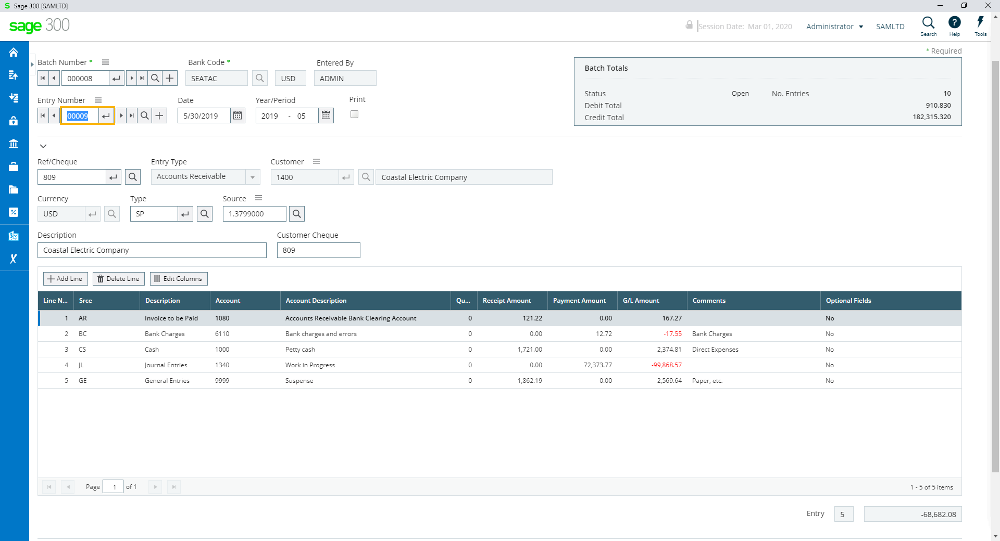 S Sage 300 [SAMLTD]
sage 300
Session Date: Mar 01, 2020 Administrator SAMLTD Search Help Tools
* Required
Batch Number * Bank Code * Entered By
000008 SEATAC USD ADMIN
Entry Number Date Year/Period Print
00009 5/30/2019 2019 - 05
Batch Totals
Status Open No. Entries 10
Debit Total 910.830
Credit Total 182,315.320
Ref/Cheque Entry Type Customer
809 Accounts Receivable 1400 Coastal Electric Company
Currency Type Source
USD SP 1.3799000
Description Customer Cheque
Coastal Electric Company 809
Add Line Delete Line Edit Columns
Line N... Srce Description Account Account Description Qu... Receipt Amount Payment Amount G/L Amount Comments Optional Fields
1 AR Invoice to be Paid 1080 Accounts Receivable Bank Clearing Account 0 121.22 0.00 167.27 No
2 BC Bank Charges 6110 Bank charges and errors 0 0.00 12.72 -17.55 Bank Charges No
3 CS Cash 1000 Petty cash 0 1,721.00 0.00 2,374.81 Direct Expenses No
4 JL Journal Entries 1340 Work in Progress 0 0.00 72,373.77 -99,868.57 No
5 GE General Entries 9999 Suspense 0 1,862.19 0.00 2,569.64 Paper, etc. No
Page 1 of 1 1 - 5 of 5 items
Entry 5 -68,682.08